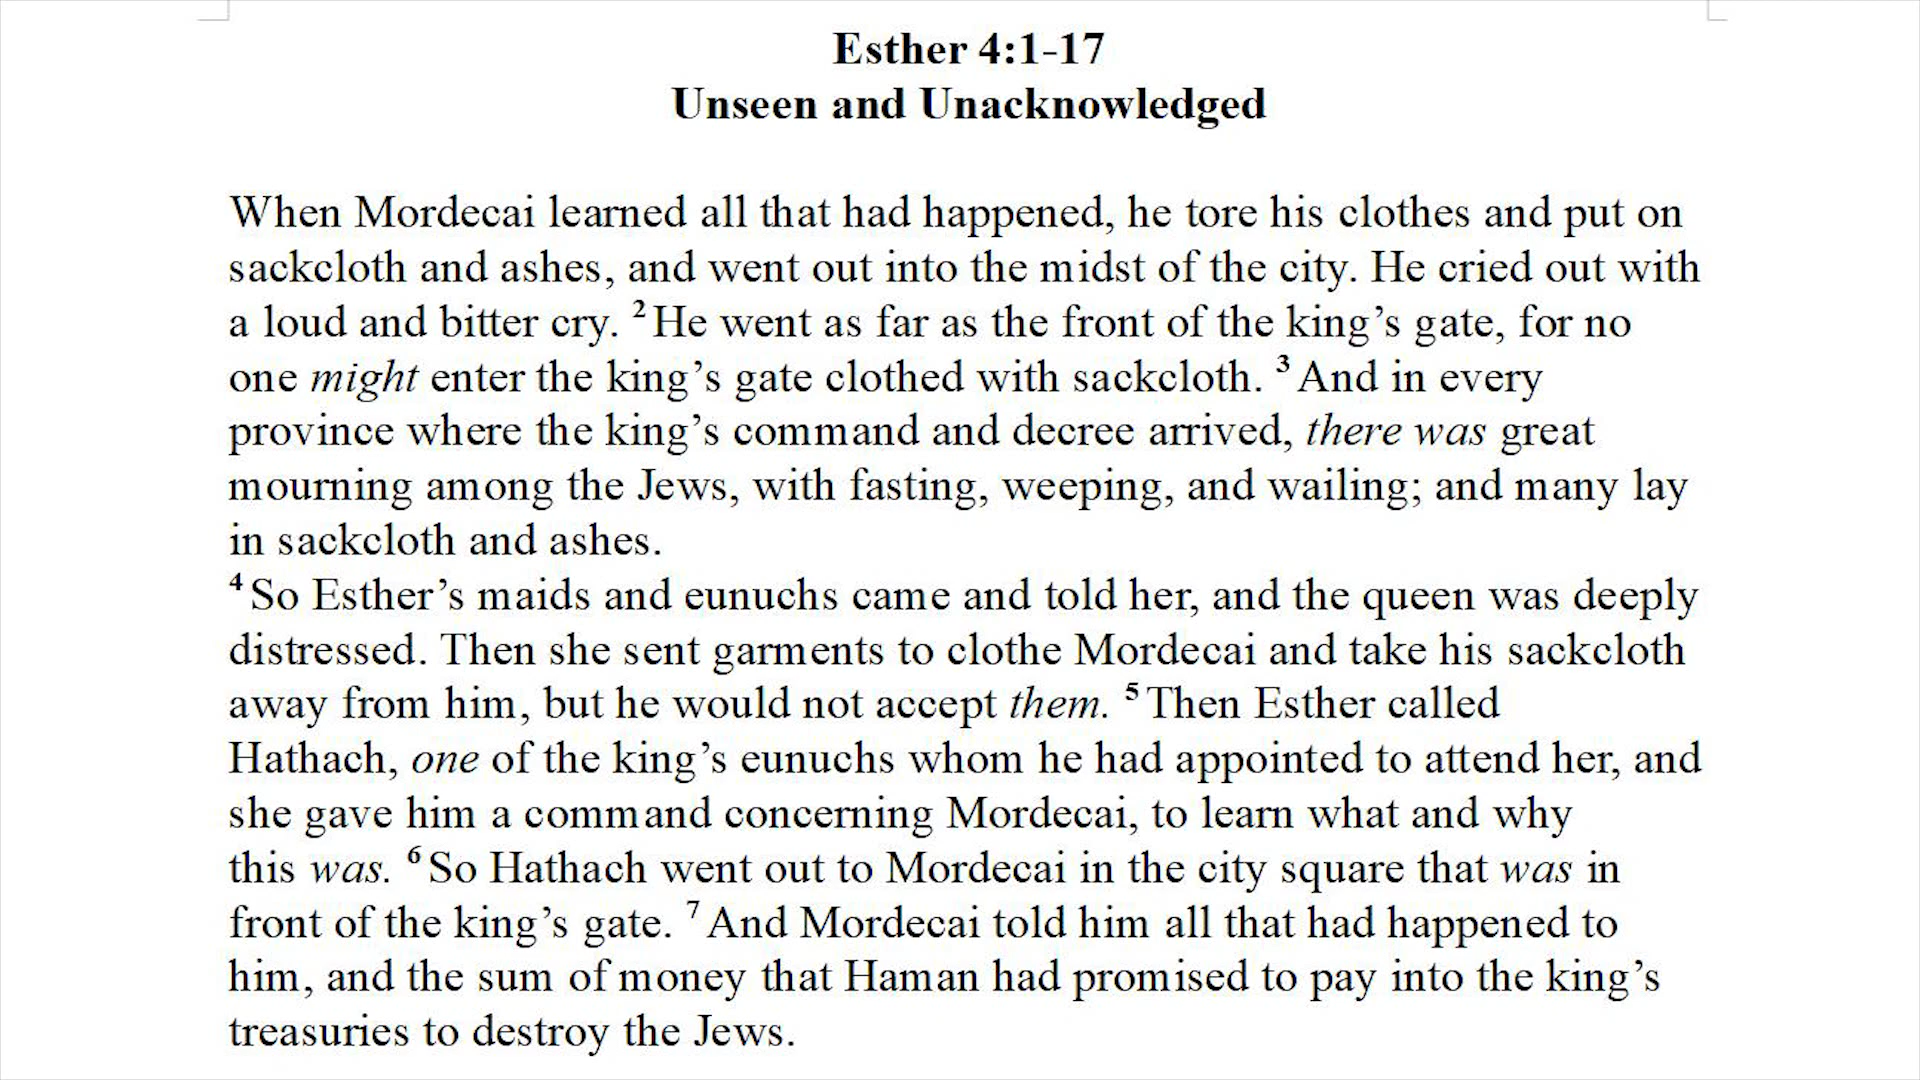 Esther 4:1-17
Unseen and Unacknowledged
When Mordecai learned all that had happened, he tore his clothes and put on
sackcloth and ashes, and went out into the midst of the city. He cried out with
a loud and bitter cry. 2 He went as far as the front of the king’s gate, for no
one might enter the king’s gate clothed with sackcloth. 3 And in every
province where the king’s command and decree arrived, there was great
mourning among the Jews, with fasting, weeping, and wailing; and many lay
in sackcloth and ashes.
4 So Esther’s maids and eunuchs came and told her, and the queen was deeply
distressed. Then she sent garments to clothe Mordecai and take his sackcloth
away from him, but he would not accept them. 5 Then Esther called
Hathach, one of the king’s eunuchs whom he had appointed to attend her, and
she gave him a command concerning Mordecai, to learn what and why
this was. 6 So Hathach went out to Mordecai in the city square that was in
front of the king’s gate. 7 And Mordecai told him all that had happened to
him, and the sum of money that Haman had promised to pay into the king’s
treasuries to destroy the Jews.